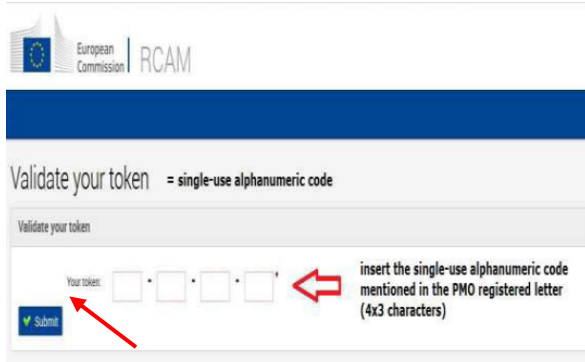 European
Commission
RCAM
Validate your token = single-use alphanumeric code
Validate your token
Your token: - - - *
insert the single-use alphanumeric code
mentioned in the PMO registered letter
(4x3 characters)
Submit